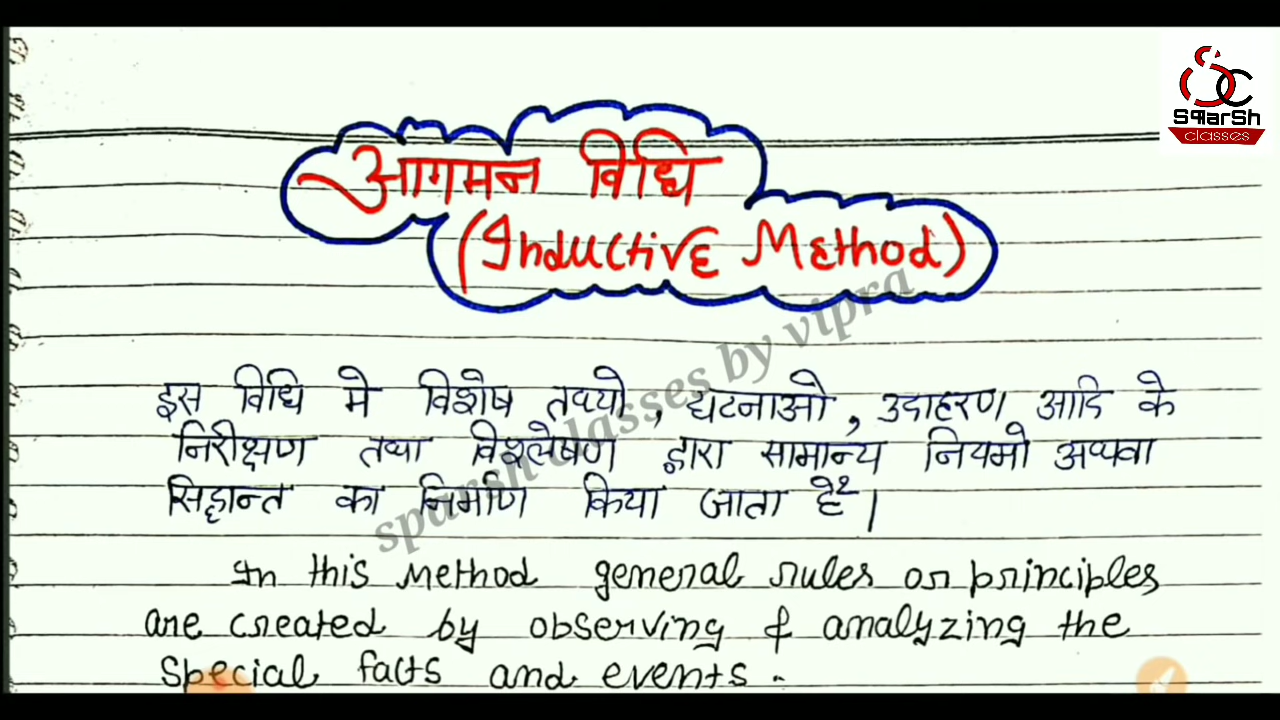 स्पarsh
classes
आगमन विधि
(Inductive Method)
इस विधि मे विशेष तथ्यो, घटनाओ, उदाहरण आदि के
निरीक्षण तथा विश्लेषण द्वारा सामान्य नियमो अथवा
सिद्धान्त का निर्माण किया जाता है।
In this Method general rules or principles
are created by observing & analyzing the
special facts and events.
sparsh classes by vipra